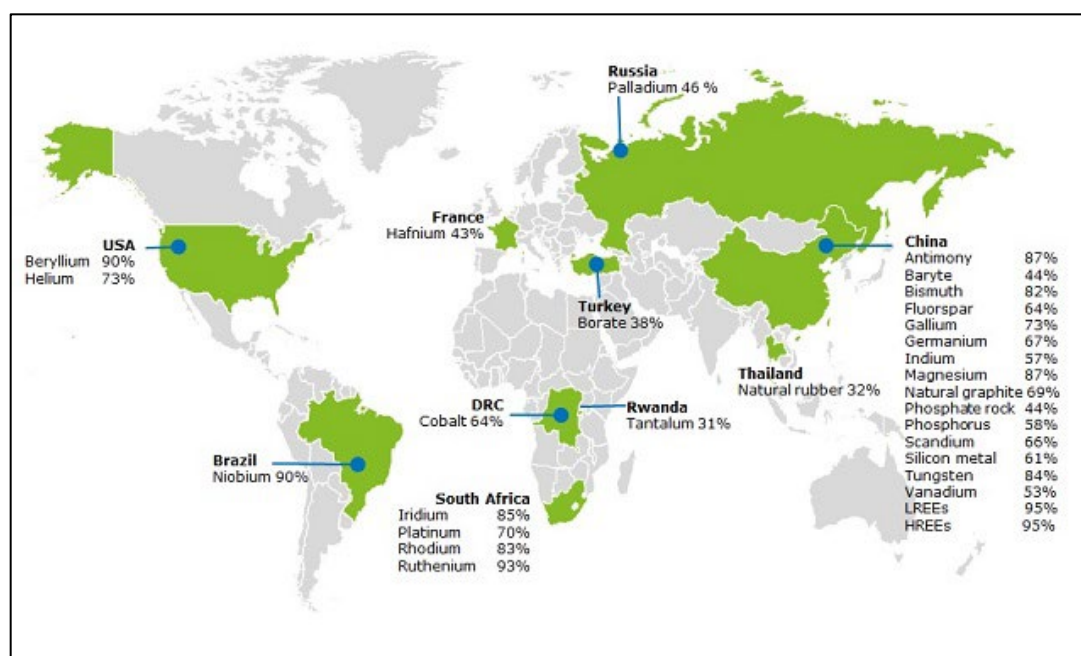 Russia
Palladium 46 %
France
Hafnium 43%
USA
Beryllium 90%
Helium 73%
China
Antimony 87%
Baryte 44%
Bismuth 82%
Fluorspar 64%
Gallium 73%
Germanium 67%
Indium 57%
Magnesium 87%
Natural graphite 69%
Phosphate rock 44%
Phosphorus 58%
Scandium 66%
Silicon metal 61%
Tungsten 84%
Vanadium 53%
LREEs 95%
HREEs 95%
Turkey
Borate 38%
Thailand
Natural rubber 32%
DRC
Cobalt 64%
Rwanda
Tantalum 31%
Brazil
Niobium 90%
South Africa
Iridium 85%
Platinum 70%
Rhodium 83%
Ruthenium 93%